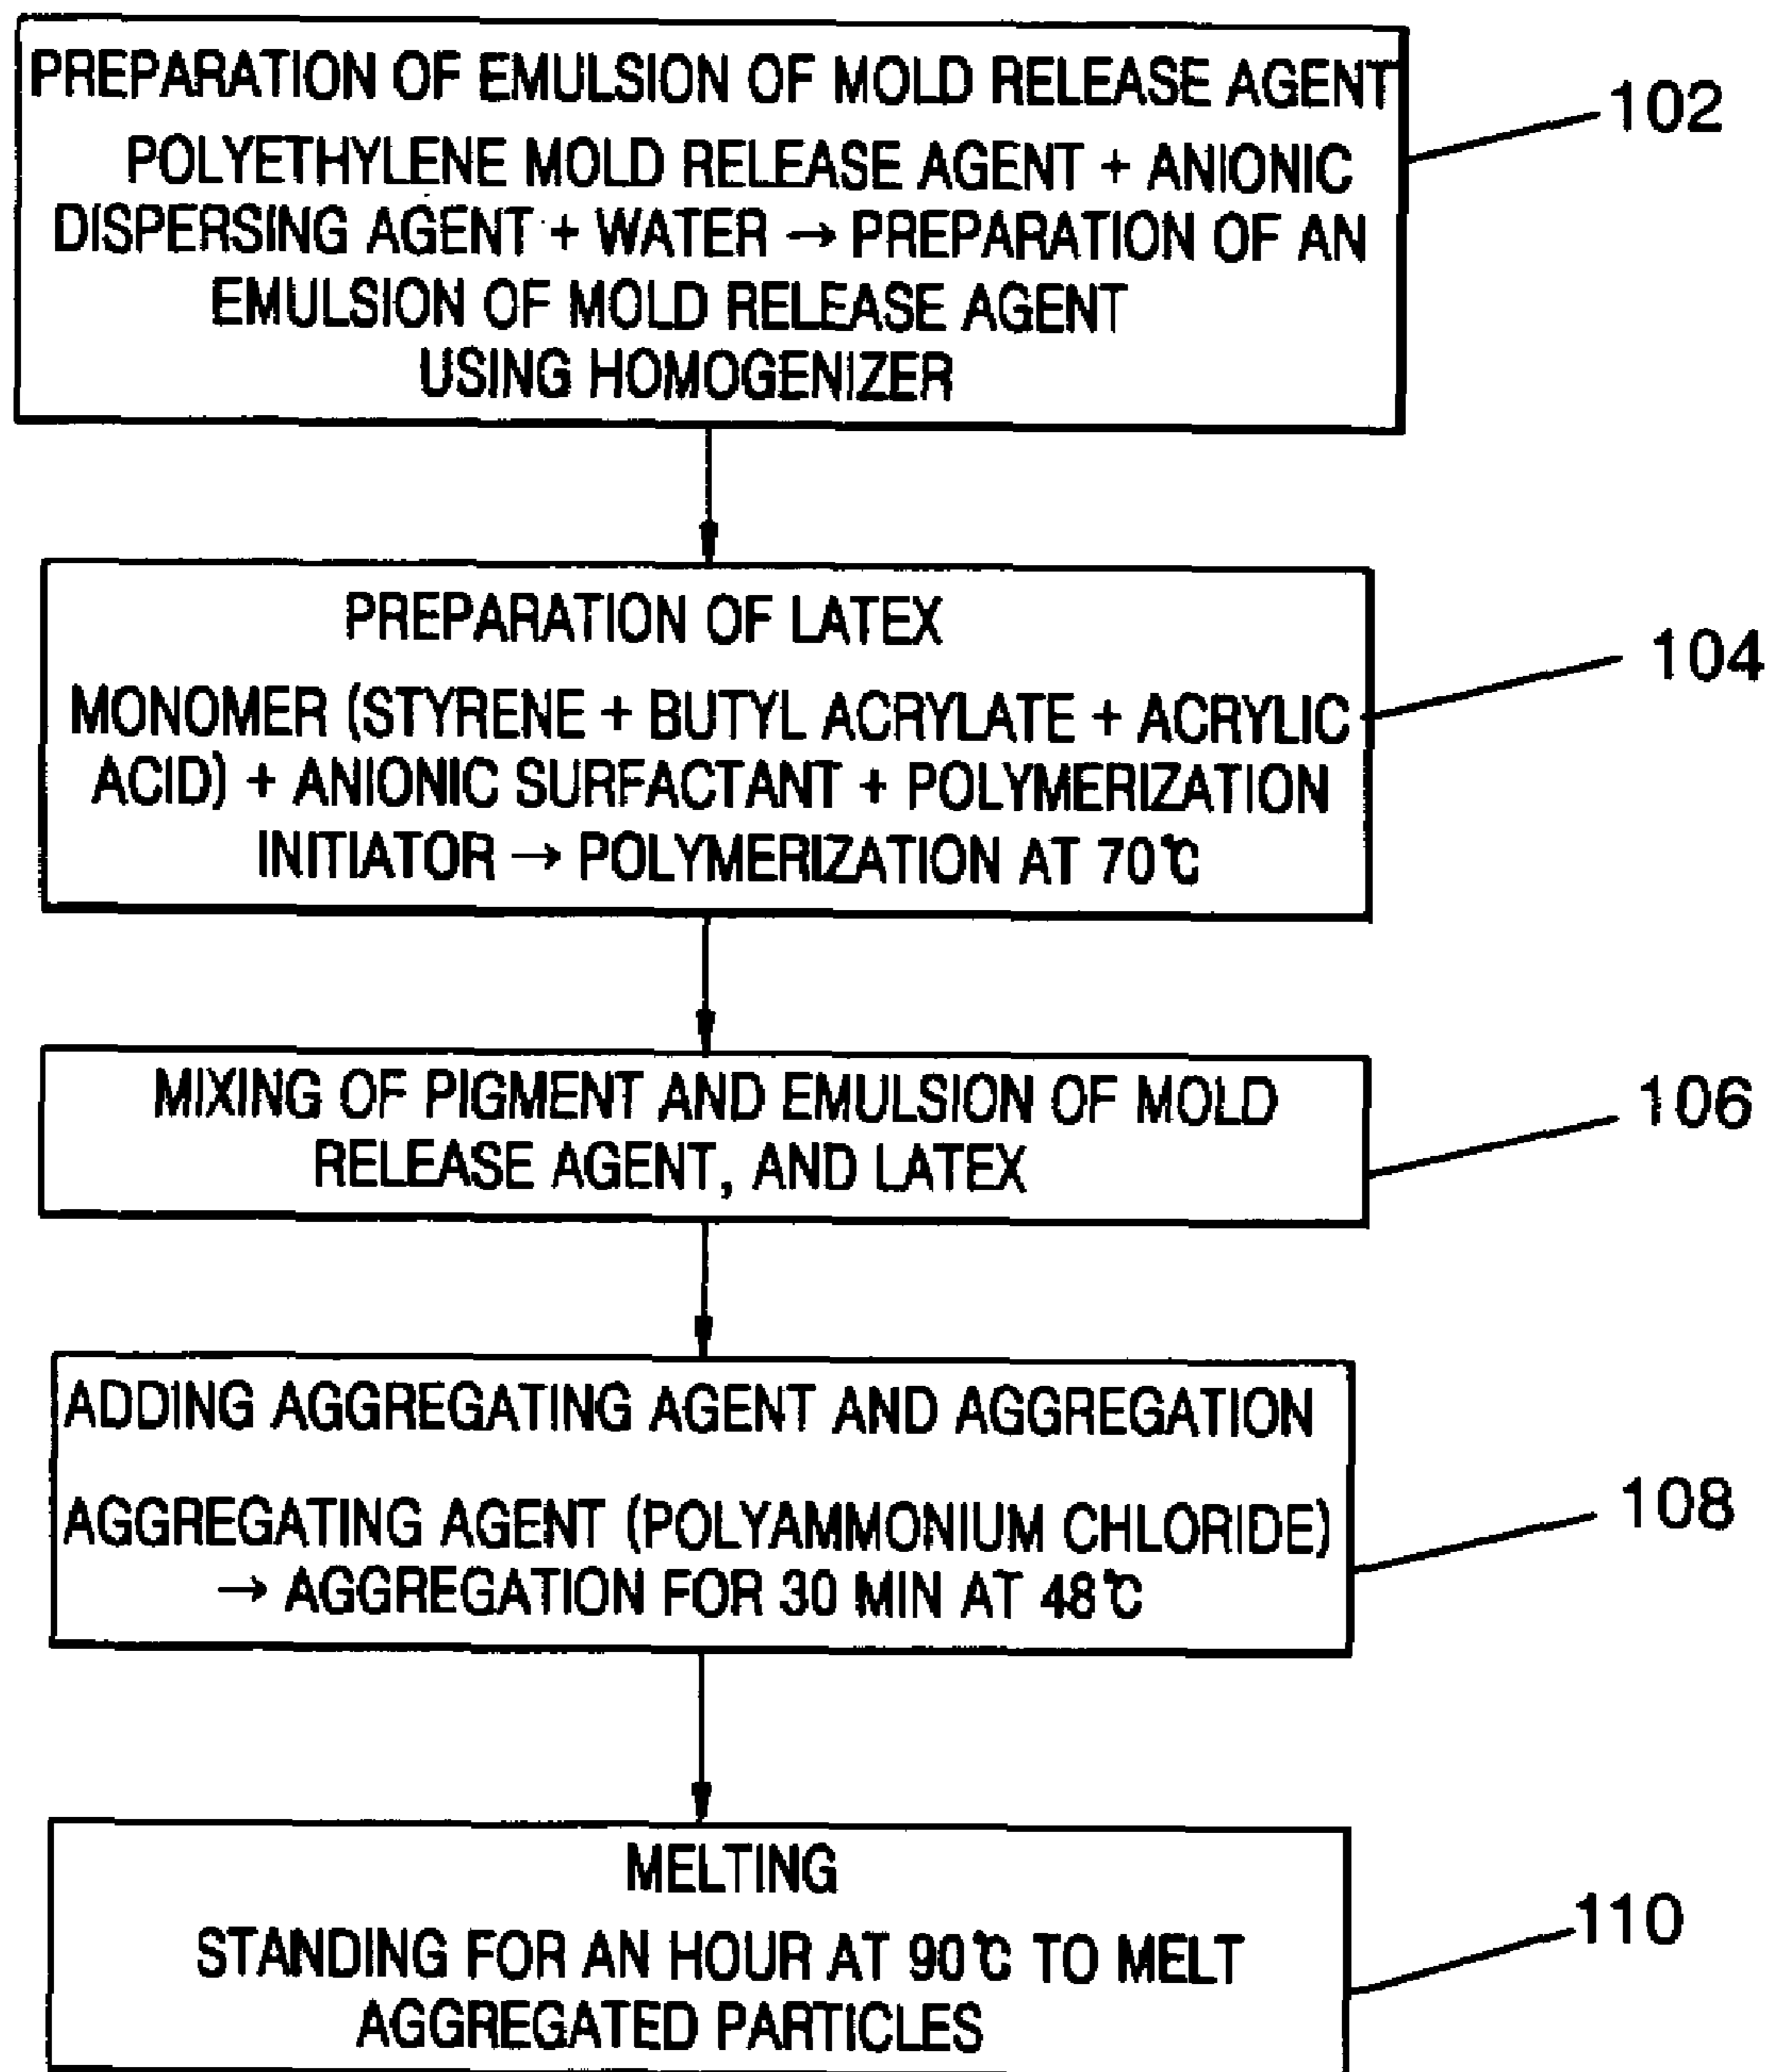 PREPARATION OF EMULSION OF MOLD RELEASE AGENT
POLYETHYLENE MOLD RELEASE AGENT + ANIONIC
DISPERSING AGENT + WATER → PREPARATION OF AN
EMULSION OF MOLD RELEASE AGENT
USING HOMOGENIZER
102
PREPARATION OF LATEX
MONOMER (STYRENE + BUTYL ACRYLATE + ACRYLIC
ACID) + ANIONIC SURFACTANT + POLYMERIZATION
INITIATOR → POLYMERIZATION AT 70℃
104
MIXING OF PIGMENT AND EMULSION OF MOLD
RELEASE AGENT, AND LATEX
106
ADDING AGGREGATING AGENT AND AGGREGATION
AGGREGATING AGENT (POLYAMMONIUM CHLORIDE)
→ AGGREGATION FOR 30 MIN AT 48℃
108
MELTING
STANDING FOR AN HOUR AT 90℃ TO MELT
AGGREGATED PARTICLES
110